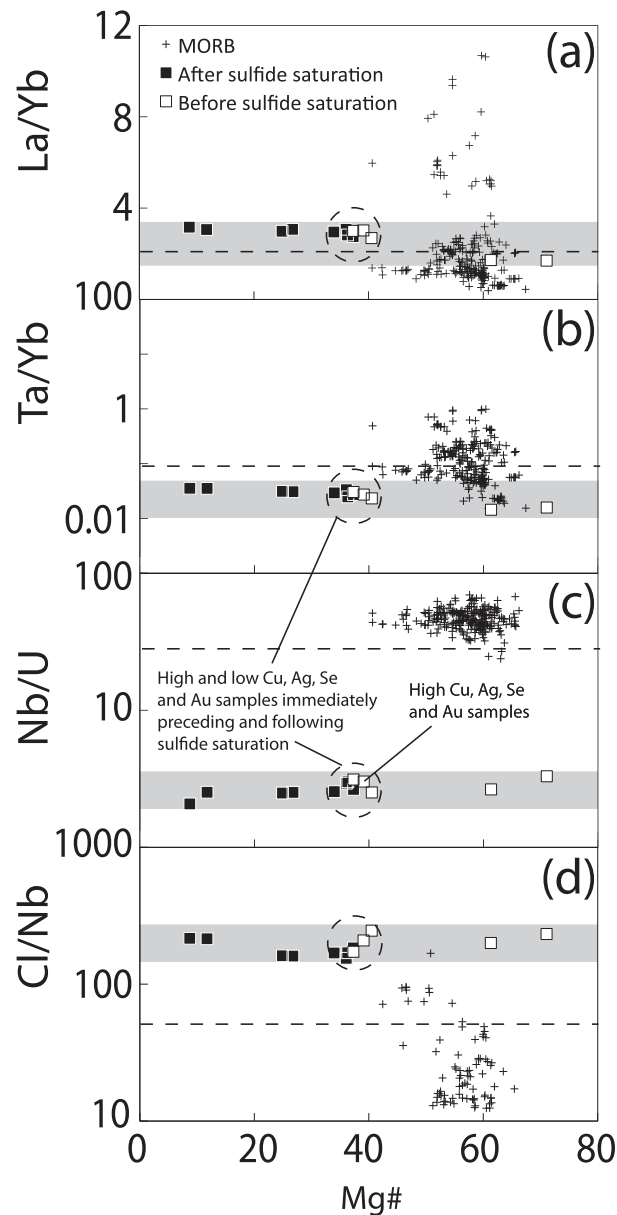 12
La/Yb
(a)
+ MORB
■ After sulfide saturation
□ Before sulfide saturation
8
4
100
Ta/Yb
(b)
1
0.01
100
Nb/U
(c)
High and low Cu, Ag, Se
and Au samples immediately
preceding and following
sulfide saturation
High Cu, Ag, Se
and Au samples
10
1000
Cl/Nb
(d)
100
10
0 20 40 60 80
Mg#